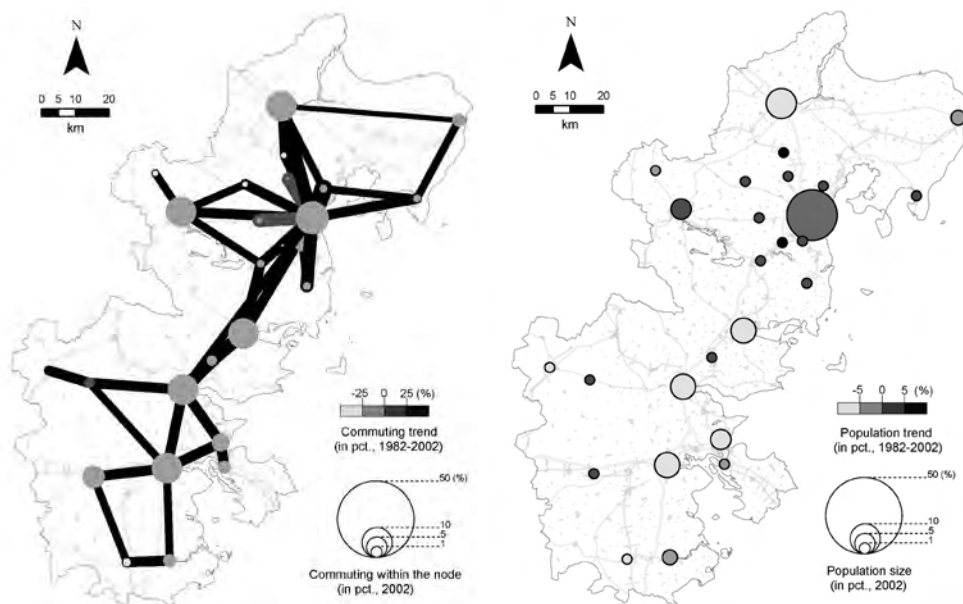 N
0 5 10 20
km
-25 0 25 (%)
Commuting trend
(in pct., 1982-2002)
50 (%)
10
5
1
Commuting within the node
(in pct., 2002)
N
0 5 10 20
km
-5 0 5 (%)
Population trend
(in pct., 1982-2002)
50 (%)
10
5
1
Population size
(in pct., 2002)